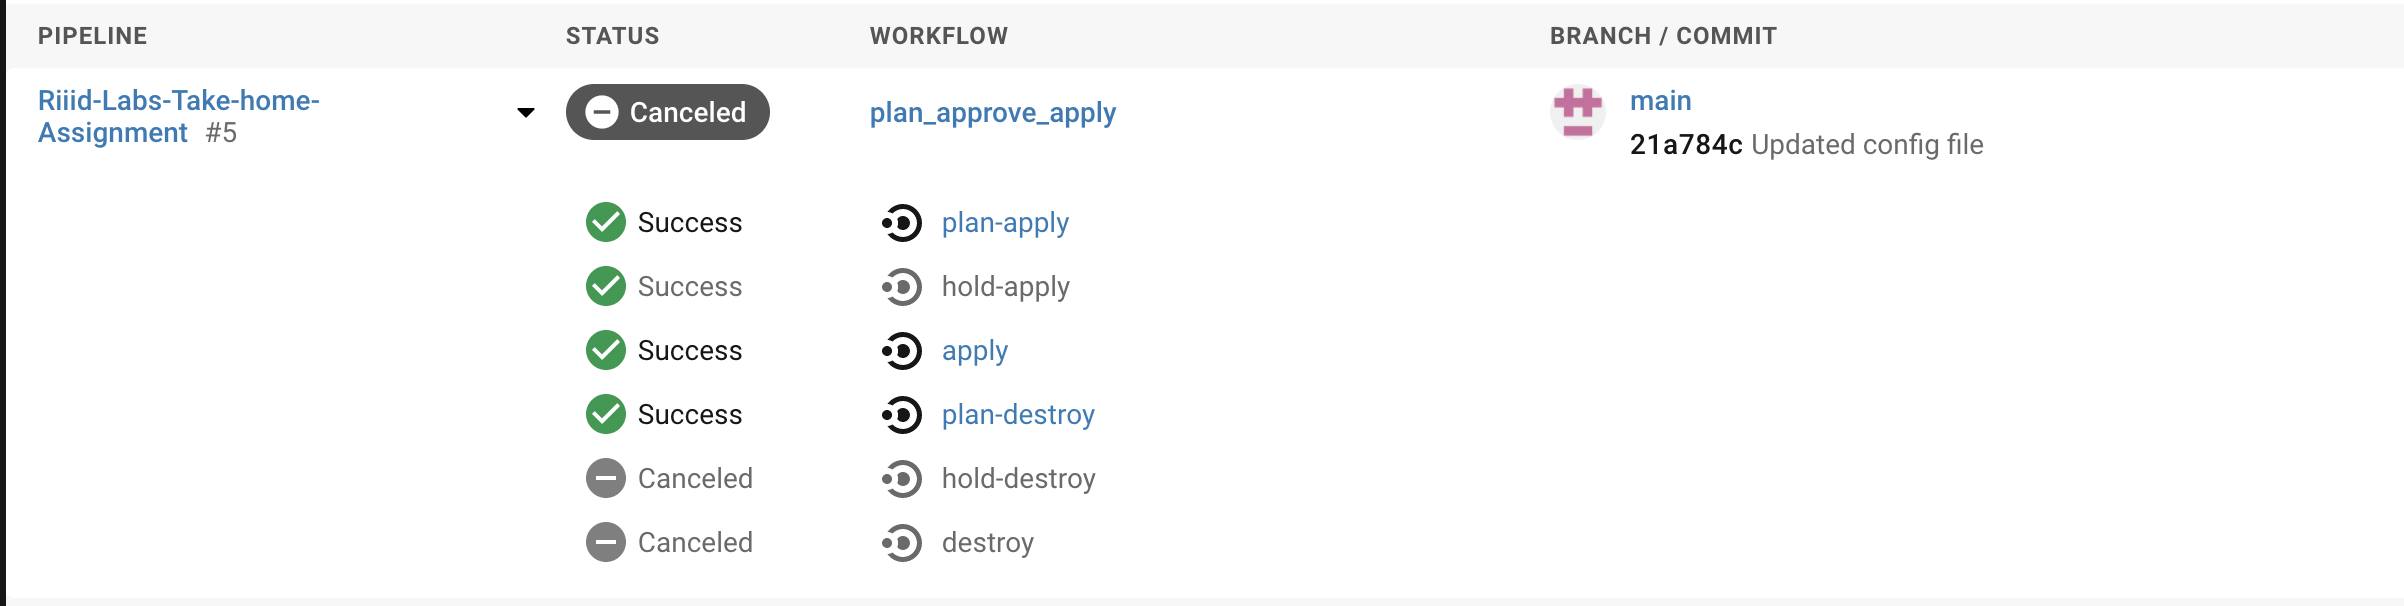 PIPELINE STATUS WORKFLOW BRANCH / COMMIT
Riiid-Labs-Take-home-
Assignment #5
Canceled
plan_approve_apply
main
21a784c Updated config file
Success plan-apply
Success hold-apply
Success apply
Success plan-destroy
Canceled hold-destroy
Canceled destroy